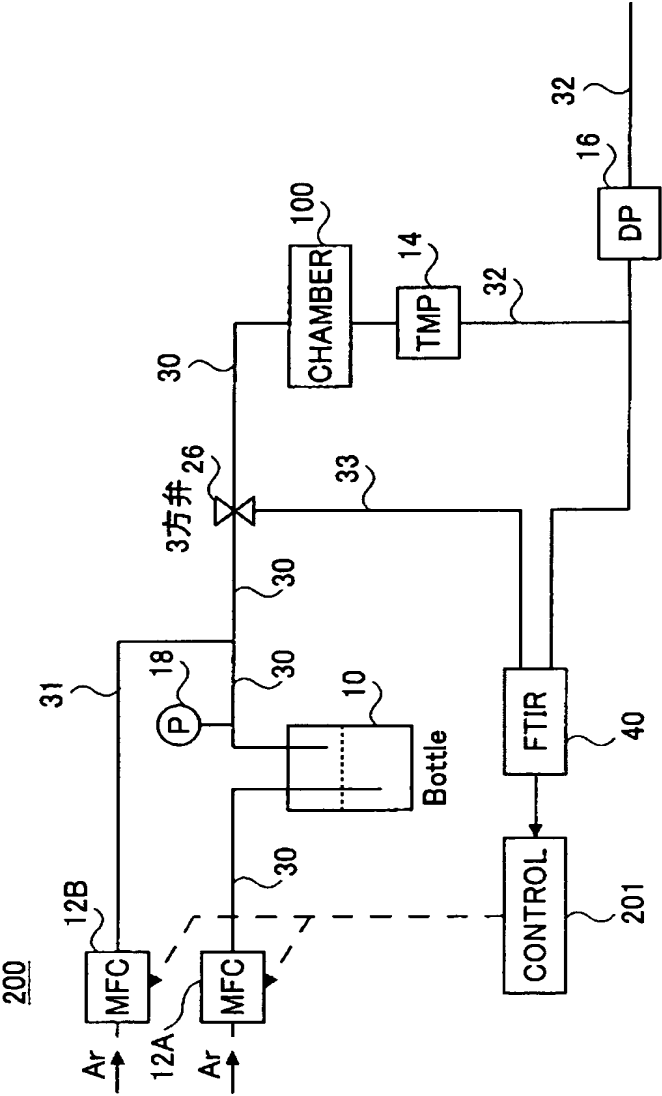 200
31
12B
Ar
MFC
18
P
3方弁 26
30
12A
Ar
MFC
30
30
30
100
CHAMBER
10
Bottle
33
14
TMP
32
FTIR
40
CONTROL
201
32
16
DP